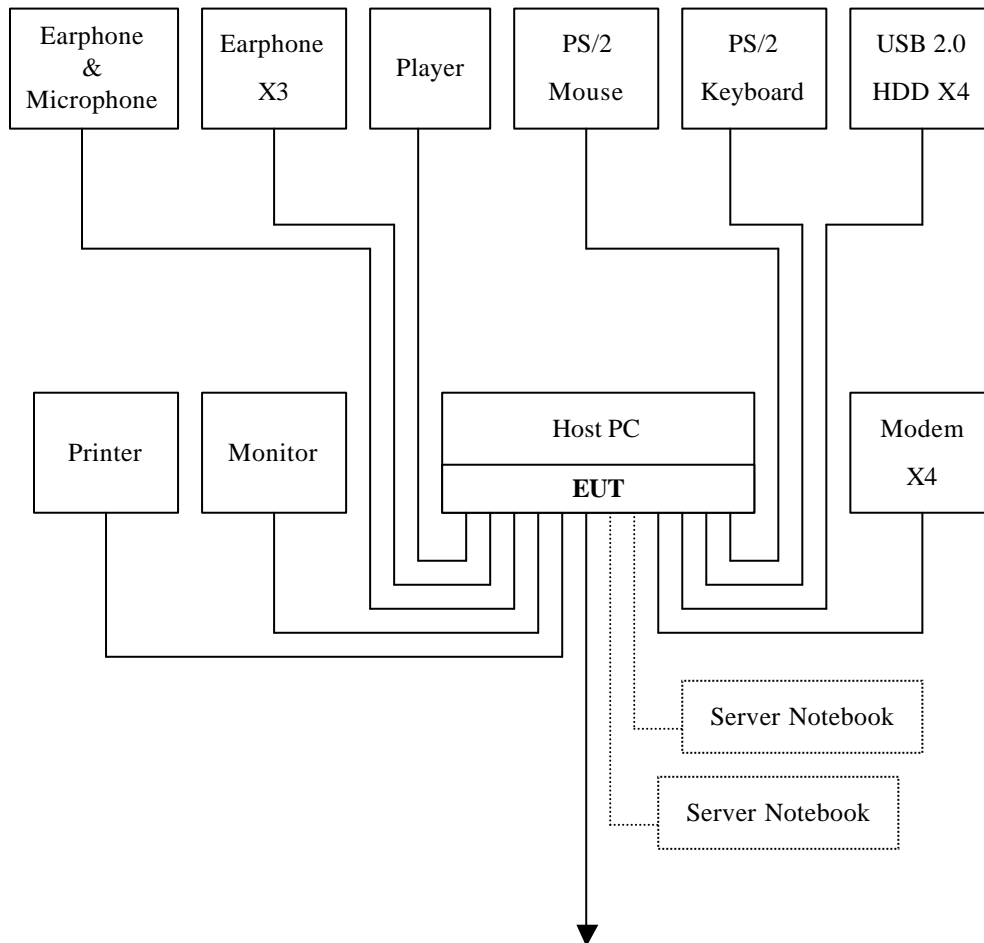 Earphone
&
Microphone
Earphone
X3
Player
PS/2
Mouse
PS/2
Keyboard
USB 2.0
HDD X4
Printer
Monitor
Host PC
EUT
Modem
X4
Server Notebook
Server Notebook